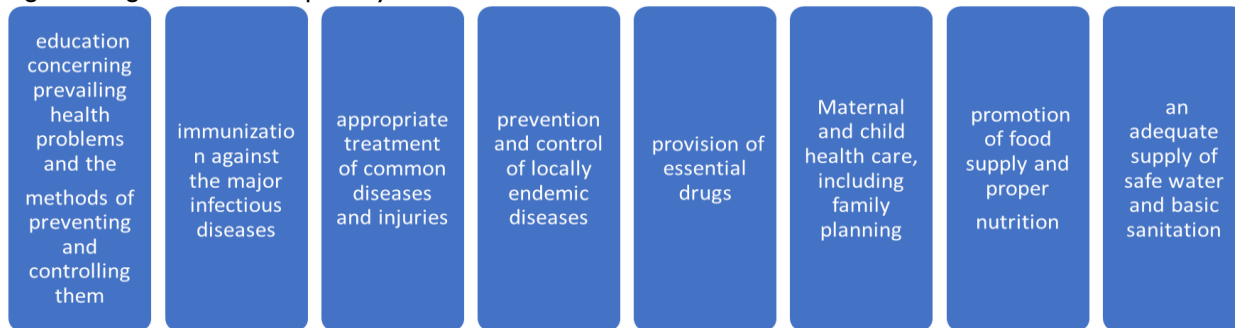 education
concerning
prevailing
health
problems
and the
methods of
preventing
and
controlling
them
immunizatio
n against
the major
infectious
diseases
appropriate
treatment
of common
diseases
and injuries
prevention
and control
of locally
endemic
diseases
provision of
essential
drugs
Maternal
and child
health care,
including
family
planning
promotion
of food
supply and
proper
nutrition
an
adequate
supply of
safe water
and basic
sanitation